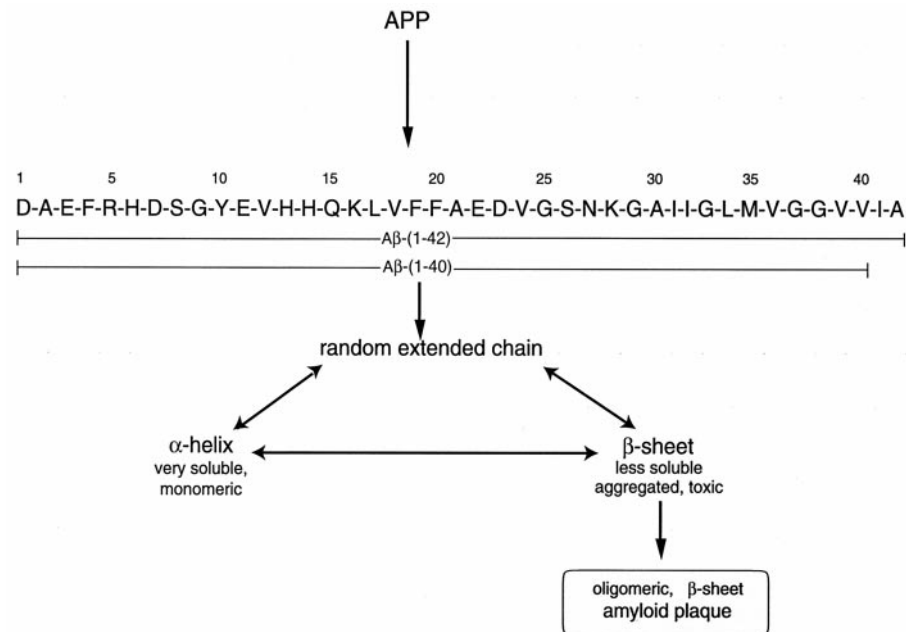 APP
1 5 10 15 20 25 30 35 40
D-A-E-F-R-H-D-S-G-Y-E-V-H-H-Q-K-L-V-F-F-A-E-D-V-G-S-N-K-G-A-I-I-G-L-M-V-G-G-V-V-I-A
Aβ-(1-42)
Aβ-(1-40)
random extended chain
α-helix
very soluble,
monomeric
β-sheet
less soluble
aggregated, toxic
oligomeric, β-sheet
amyloid plaque